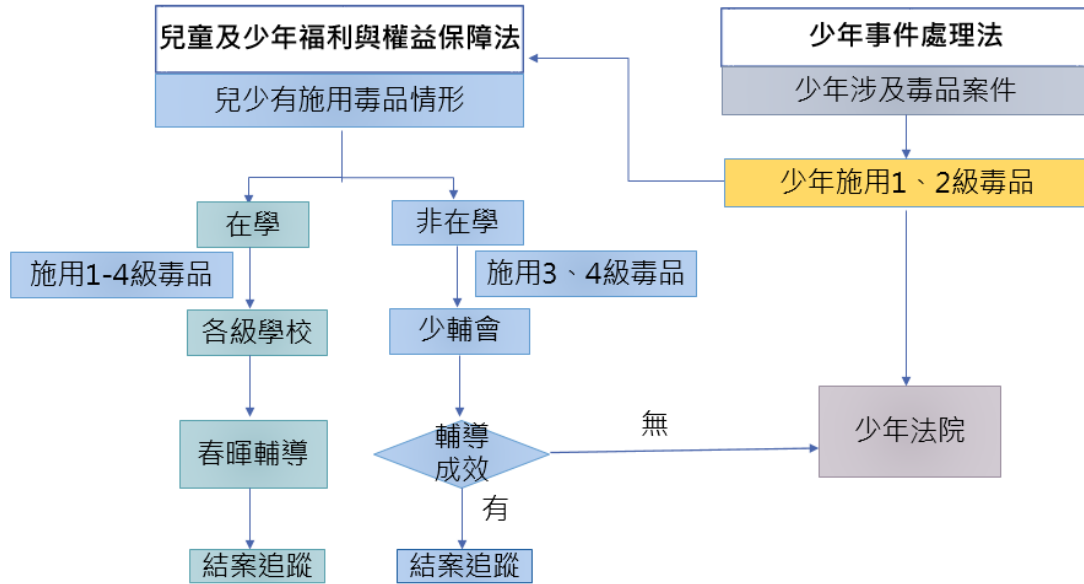 兒童及少年福利與權益保障法
兒少有施用毒品情形
少年事件處理法
少年涉及毒品案件
少年施用1、2級毒品
在學
非在學
施用1-4級毒品
施用3、4級毒品
各級學校
少輔會
春暉輔導
輔導
成效
無
少年法院
有
結案追蹤
結案追蹤